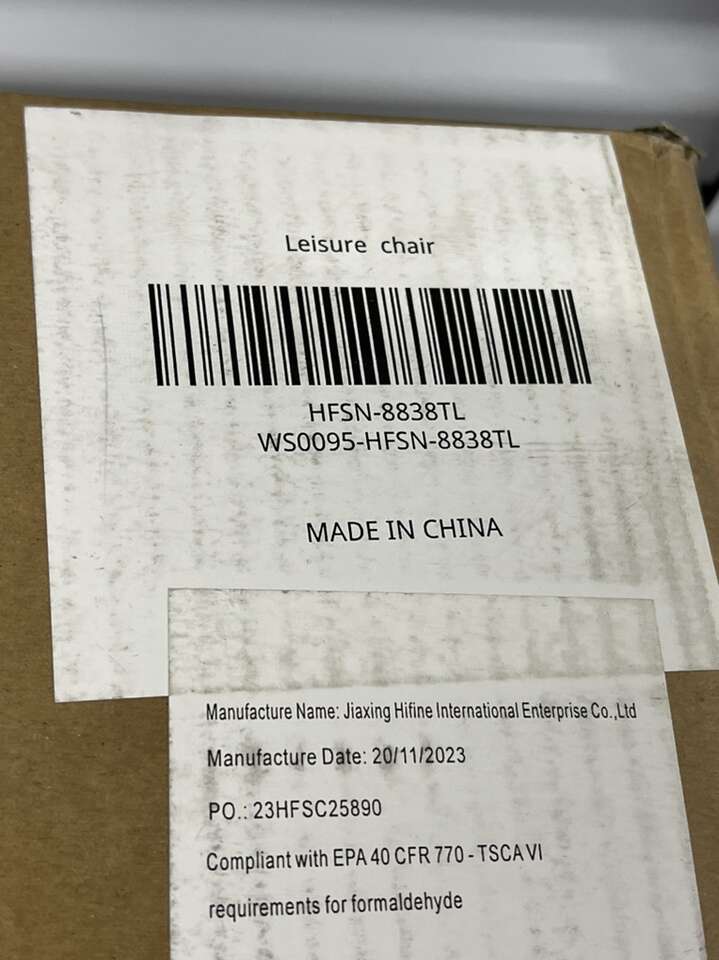 Leisure chair
HFSN-8838TL
WS0095-HFSN-8838TL
MADE IN CHINA
Manufacture Name: Jiaxing Hifine International Enterprise Co.,Ltd
Manufacture Date: 20/11/2023
PO.: 23HFSC25890
Compliant with EPA 40 CFR 770 - TSCA VI
requirements for formaldehyde